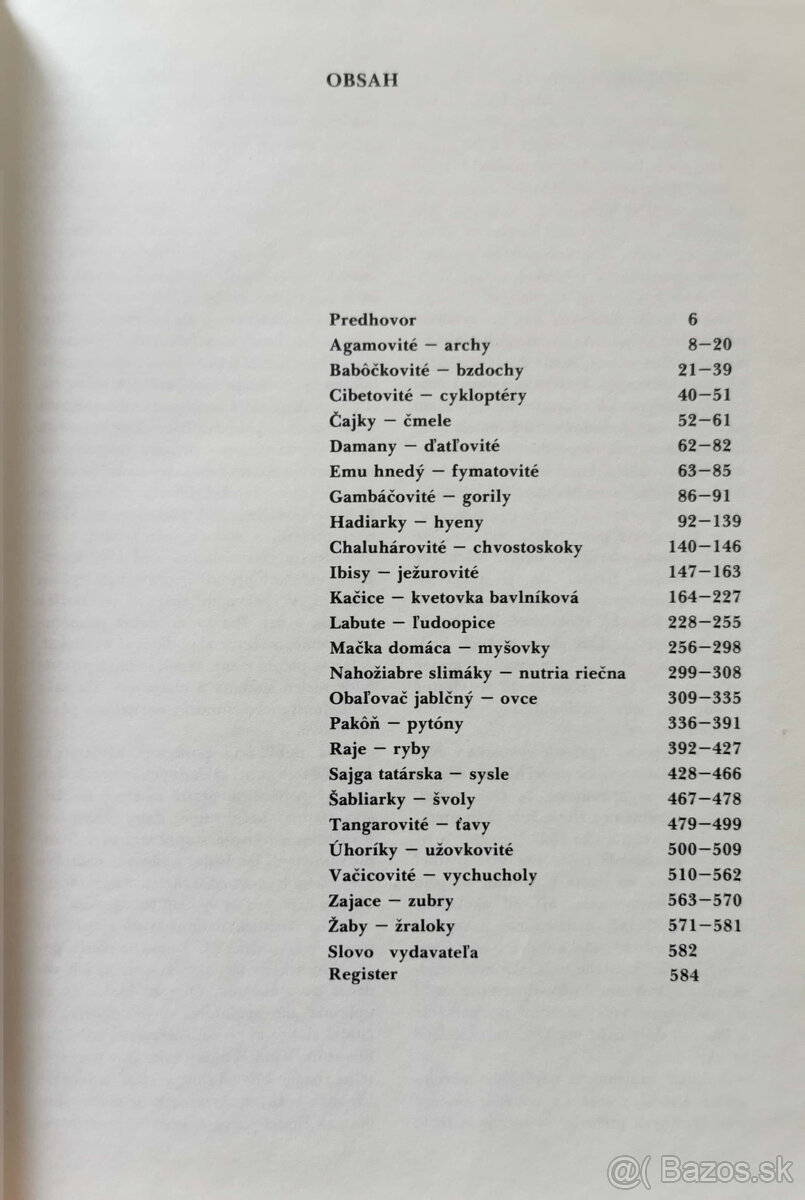 OBSAH
Predhovor 6
Agamovité — archy 8—20
Babôčkovité — bzdochy 21—39
Cibetovité — cykloptéry 40—51
Čajky — čmele 52—61
Damany — ďatľovité 62—82
Emu hnedý — fymatovité 63—85
Gambáčovité — gorily 86—91
Hadiarky — hyeny 92—139
Chaluhárovité — chvostoskoky 140—146
Ibisy — ježurovité 147—163
Kačice — kvetovka bavlníková 164—227
Labute — ľudoopice 228—255
Mačka domáca — myšovky 256—298
Nahožiabre slimáky — nutria riečna 299—308
Obaľovač jablčný — ovce 309—335
Pakôň — pytóny 336—391
Raje — ryby 392—427
Sajga tatárska — sysle 428—466
Šabliarky — švoly 467—478
Tangarovité — ťavy 479—499
Úhoríky — užovkovité 500—509
Vačicovité — vychucholy 510—562
Zajace — zubry 563—570
Žaby — žraloky 571—581
Slovo vydavateľa 582
Register 584
@( Bazos.sk